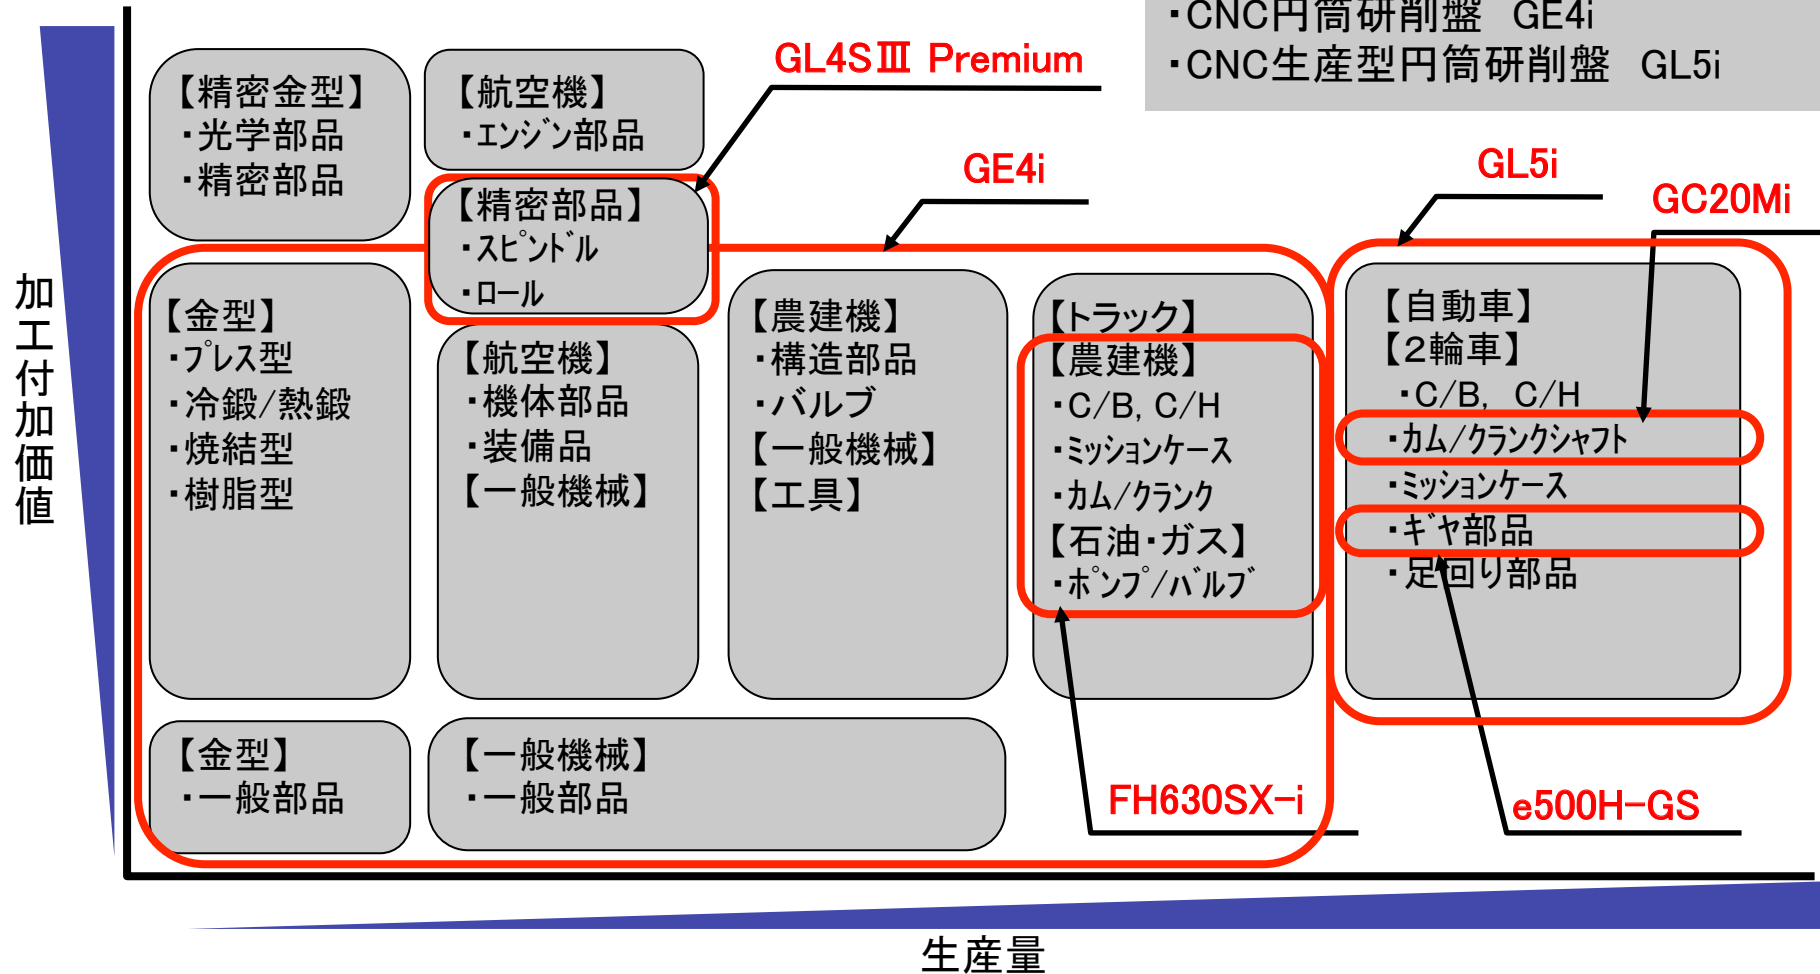 ・CNC円筒研削盤 GE4i
・CNC生産型円筒研削盤 GL5i
GL4SⅢ Premium
GE4i
GL5i
GC20Mi
加工付加価値
【精密金型】
・光学部品
・精密部品
【航空機】
・エンジン部品
【精密部品】
・スピンドル
・ロール
【金型】
・プレス型
・冷鍛/熱鍛
・焼結型
・樹脂型
【航空機】
・機体部品
・装備品
【一般機械】
【農建機】
・構造部品
・バルブ
【一般機械】
【工具】
【トラック】
【農建機】
・C/B, C/H
・ミッションケース
・カム/クランク
【石油・ガス】
・ポンプ/バルブ
【自動車】
【2輪車】
・C/B, C/H
・カム/クランクシャフト
・ミッションケース
・ギヤ部品
・足回り部品
【金型】
・一般部品
【一般機械】
・一般部品
FH630SX-i
e500H-GS
生産量